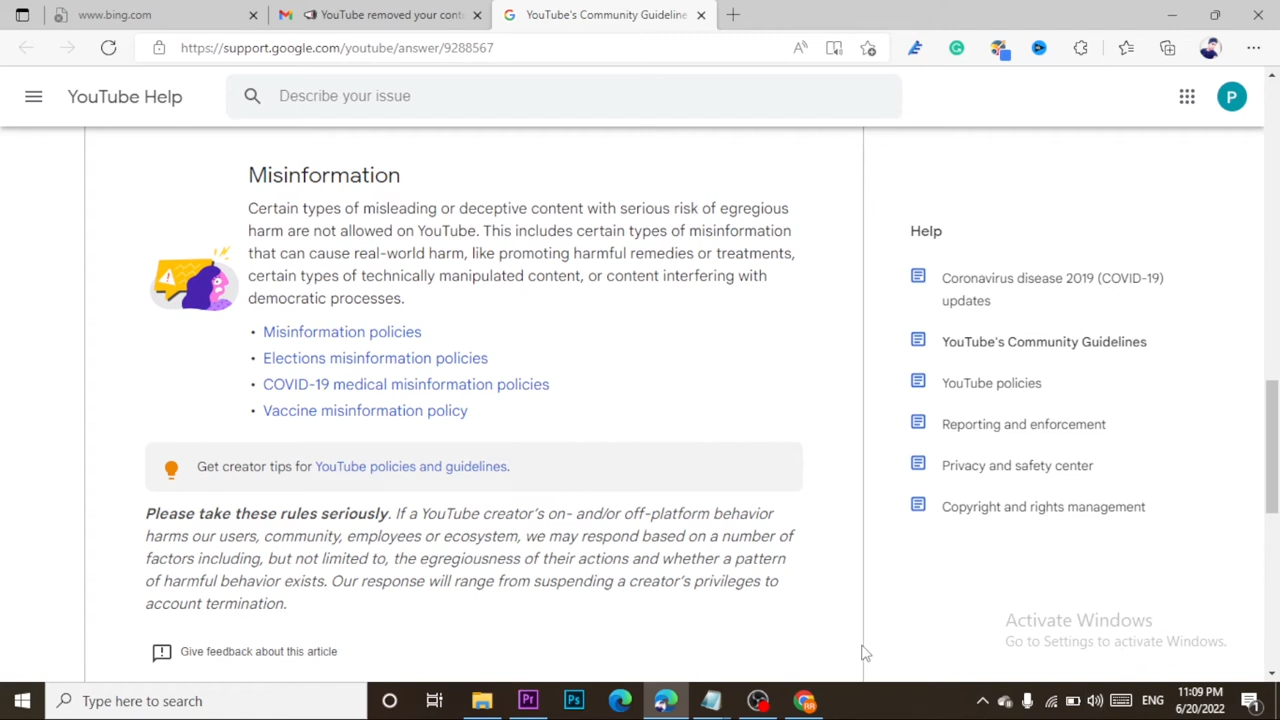 www.bing.com
YouTube removed your cont
YouTube's Community Guideline
https://support.google.com/youtube/answer/9288567
YouTube Help
Describe your issue
P
Misinformation
Certain types of misleading or deceptive content with serious risk of egregious
harm are not allowed on YouTube. This includes certain types of misinformation
that can cause real-world harm, like promoting harmful remedies or treatments,
certain types of technically manipulated content, or content interfering with
democratic processes.
• Misinformation policies
• Elections misinformation policies
• COVID-19 medical misinformation policies
• Vaccine misinformation policy
Get creator tips for YouTube policies and guidelines.
Please take these rules seriously. If a YouTube creator's on- and/or off-platform behavior
harms our users, community, employees or ecosystem, we may respond based on a number of
factors including, but not limited to, the egregiousness of their actions and whether a pattern
of harmful behavior exists. Our response will range from suspending a creator's privileges to
account termination.
Give feedback about this article
Help
Coronavirus disease 2019 (COVID-19)
updates
YouTube's Community Guidelines
YouTube policies
Reporting and enforcement
Privacy and safety center
Copyright and rights management
Activate Windows
Go to Settings to activate Windows.
Type here to search
Pr
Ps
RR
ENG
11:09 PM
6/20/2022
1